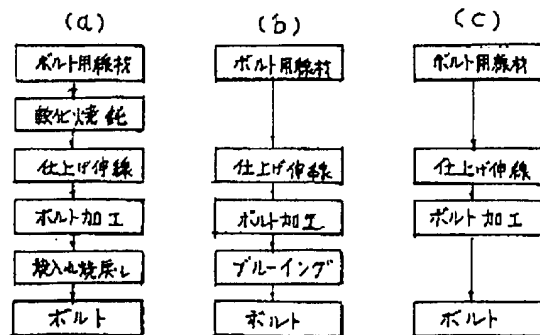 (a) (b) (c)
ボルト用線材 ボルト用線材 ボルト用線材
軟化焼鈍
仕上げ伸線 仕上げ伸線 仕上げ伸線
ボルト加工 ボルト加工 ボルト加工
焼入れ焼戻し ブルーイング
ボルト ボルト ボルト